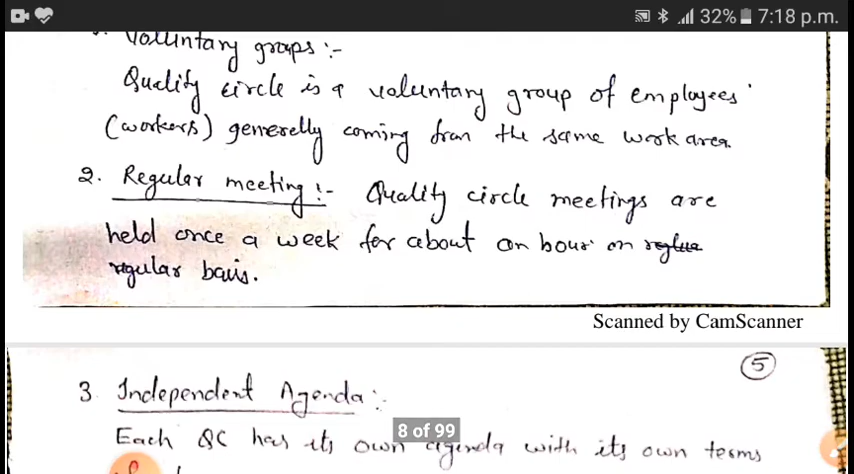 32% 7:18 p.m.
Voluntary groups :-
Quality circle is a voluntary group of employees
(workers) generelly coming from the same work area.
2. Regular meeting :- Quality circle meetings are
held once a week for about an hour on
regular basis.
Scanned by CamScanner
5
3. Independent Agenda :-
8 of 99
Each QC has its own agenda with its own terms